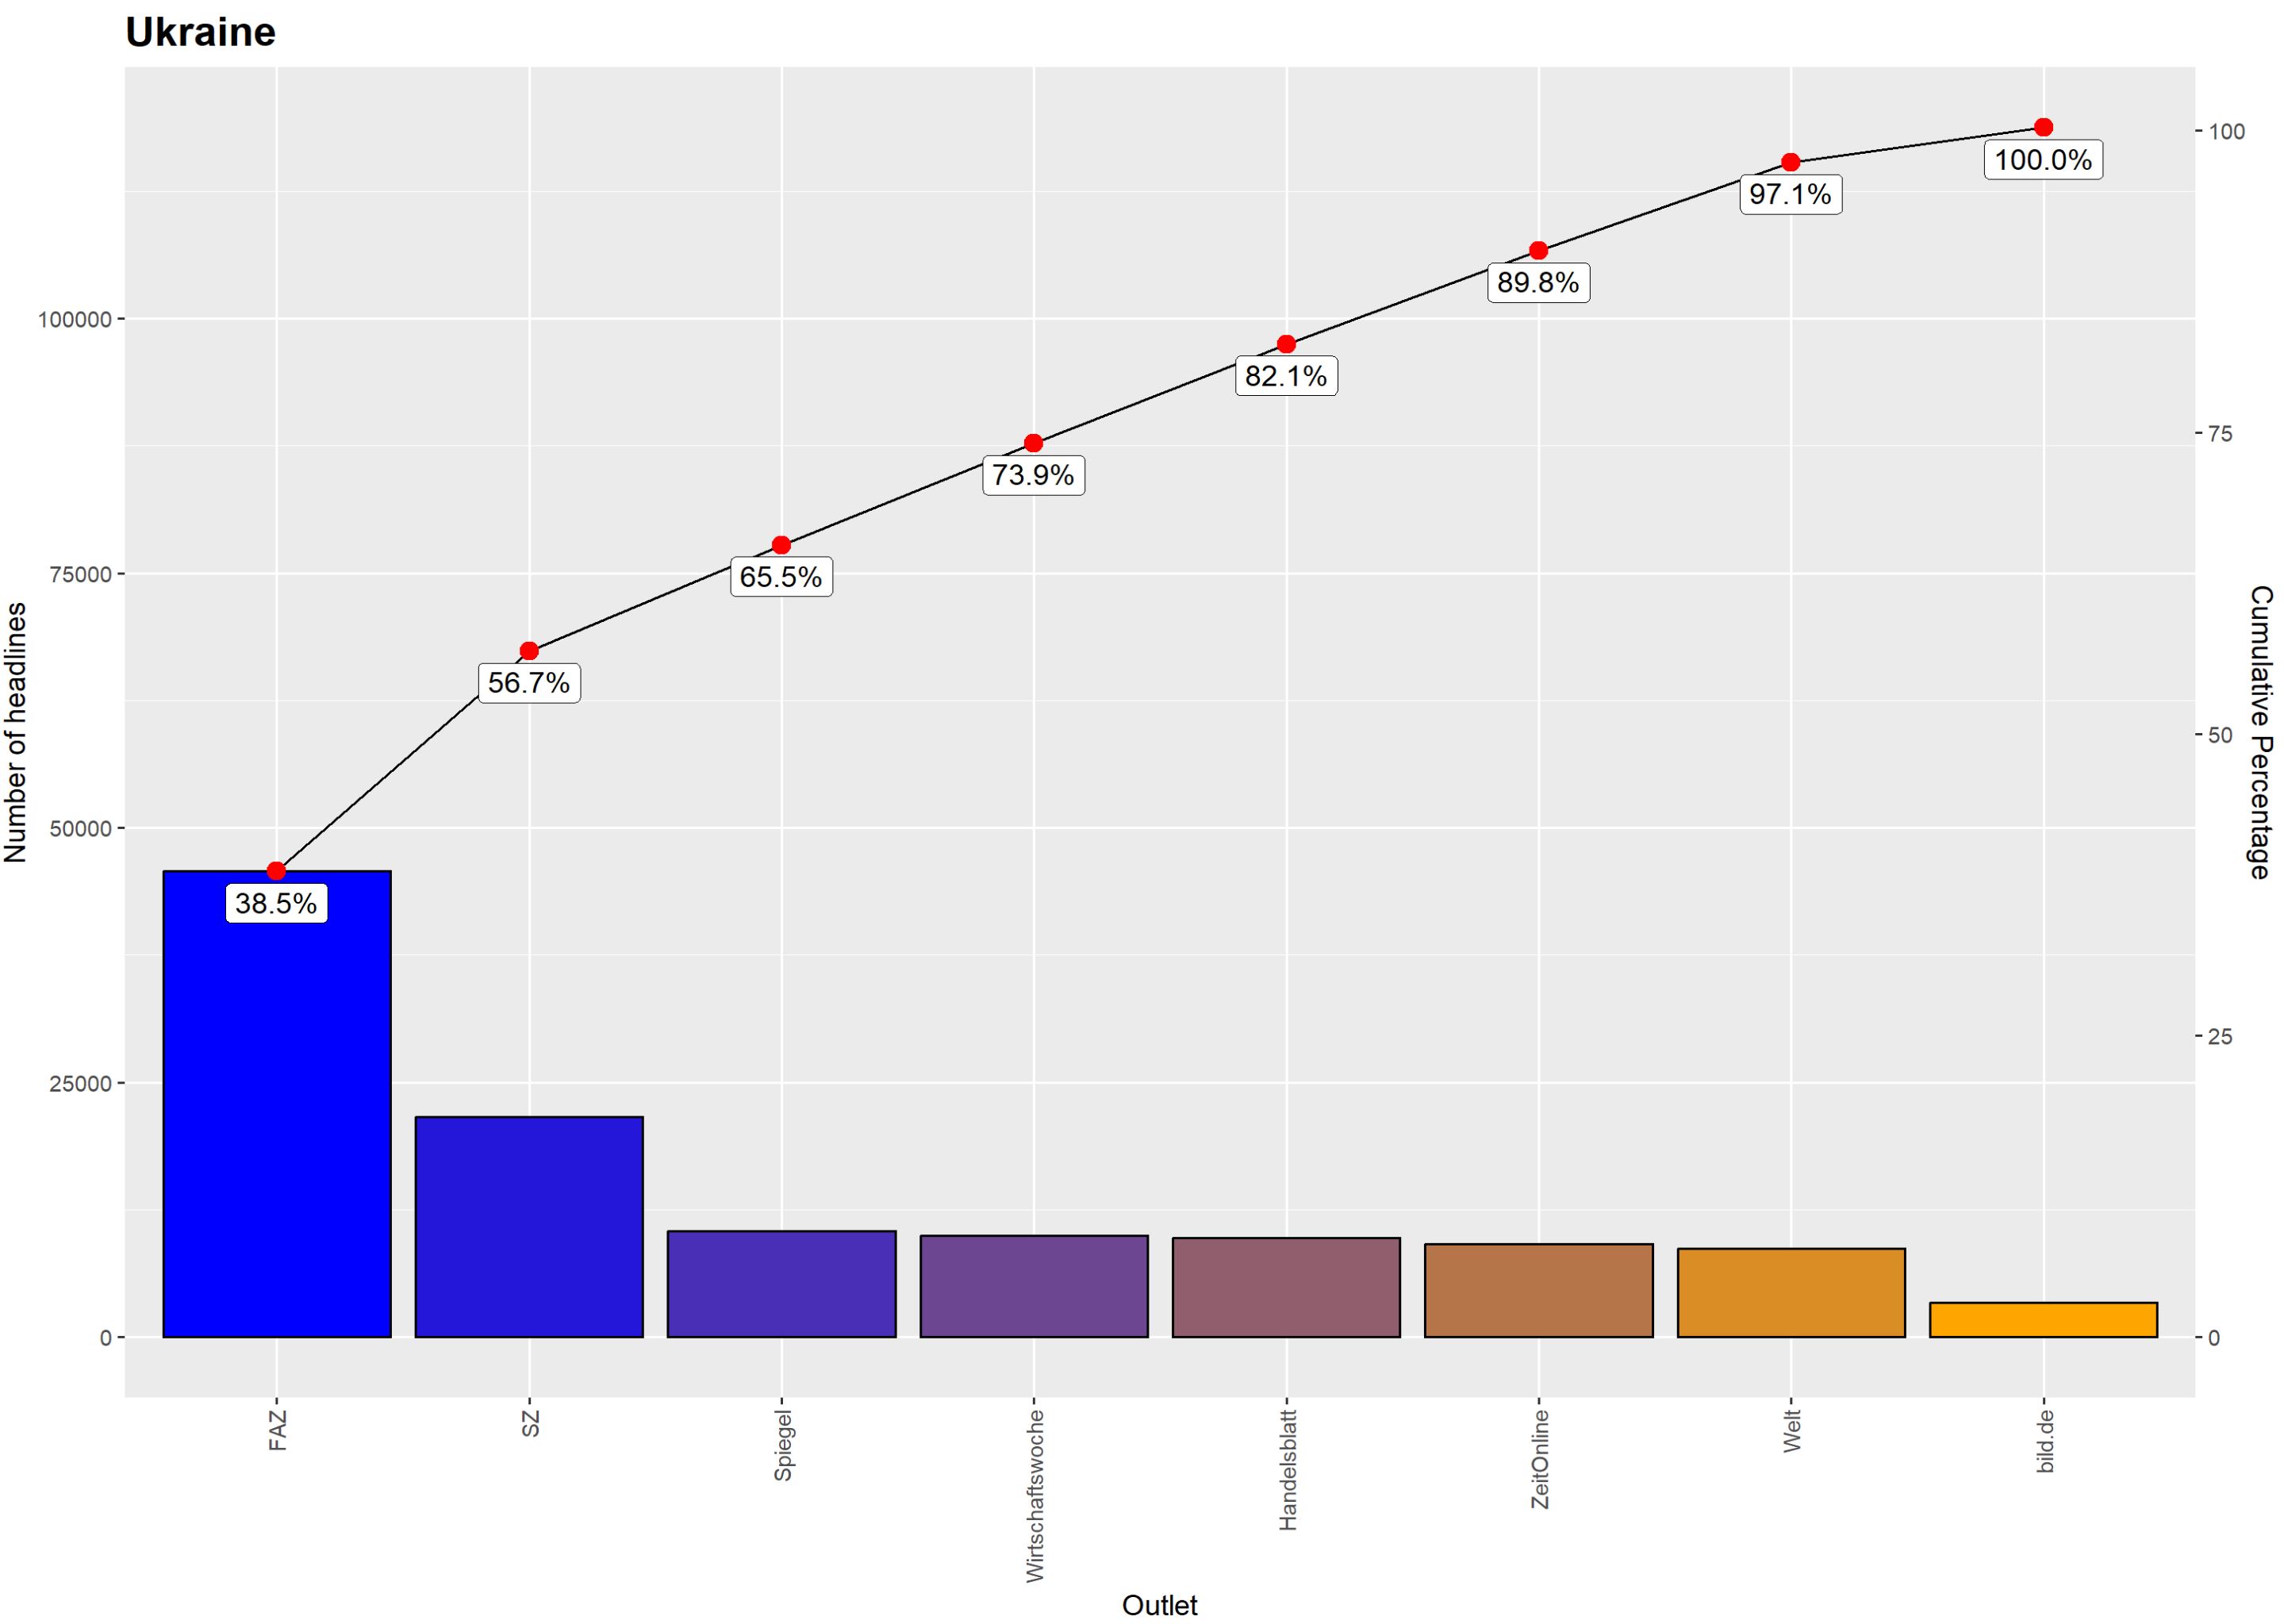 Ukraine
Number of headlines
100000
75000
50000
25000
0
38.5%
56.7%
65.5%
73.9%
82.1%
89.8%
97.1%
100.0%
100
75
50
25
0
Cumulative Percentage
FAZ
SZ
Spiegel
Wirtschaftswoche
Handelsblatt
ZeitOnline
Welt
bild.de
Outlet